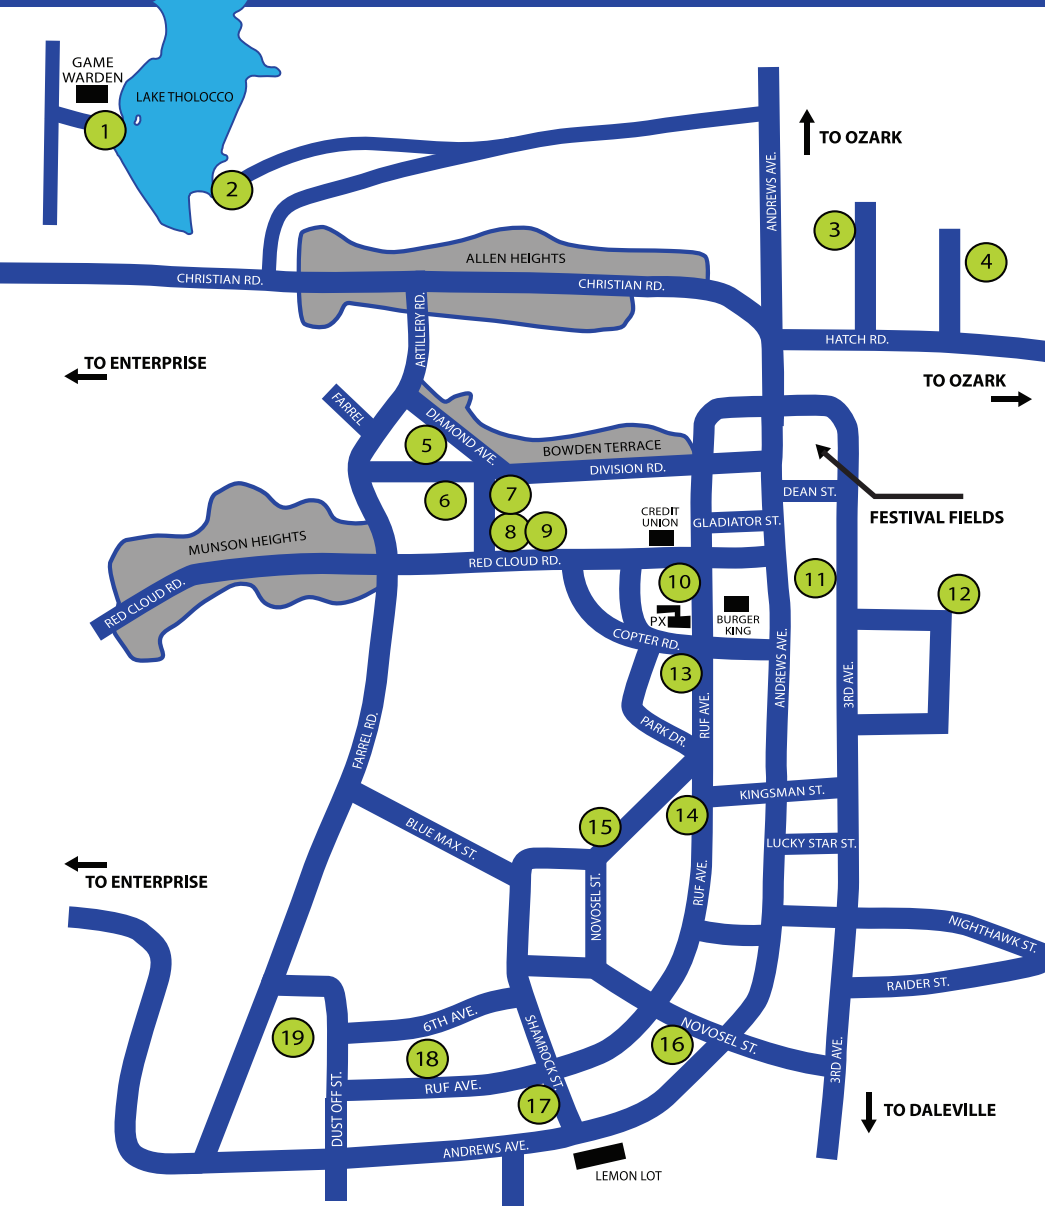 GAME
WARDEN
LAKE THOLOCCO
1
2
TO OZARK
ANDREWS AVE.
3
4
ALLEN HEIGHTS
CHRISTIAN RD.
CHRISTIAN RD.
ARTILLERY RD.
HATCH RD.
TO ENTERPRISE
TO OZARK
FARREL
DIAMOND AVE.
5
BOWDEN TERRACE
DIVISION RD.
6
7
DEAN ST.
FESTIVAL FIELDS
CREDIT
UNION
GLADIATOR ST.
8
9
MUNSON HEIGHTS
RED CLOUD RD.
RED CLOUD RD.
10
11
12
PX
BURGER
KING
COPTER RD.
13
ANDREWS AVE.
3RD AVE.
RUF AVE.
PARK DR.
FARREL RD.
KINGSMAN ST.
14
15
BLUE MAX ST.
LUCKY STAR ST.
TO ENTERPRISE
RUF AVE.
NOVOSEL ST.
NIGHTHAWK ST.
RAIDER ST.
6TH AVE.
SHAMROCK ST.
NOVOSEL ST.
16
19
18
3RD AVE.
RUF AVE.
17
DUST OFF ST.
TO DALEVILLE
ANDREWS AVE.
LEMON LOT